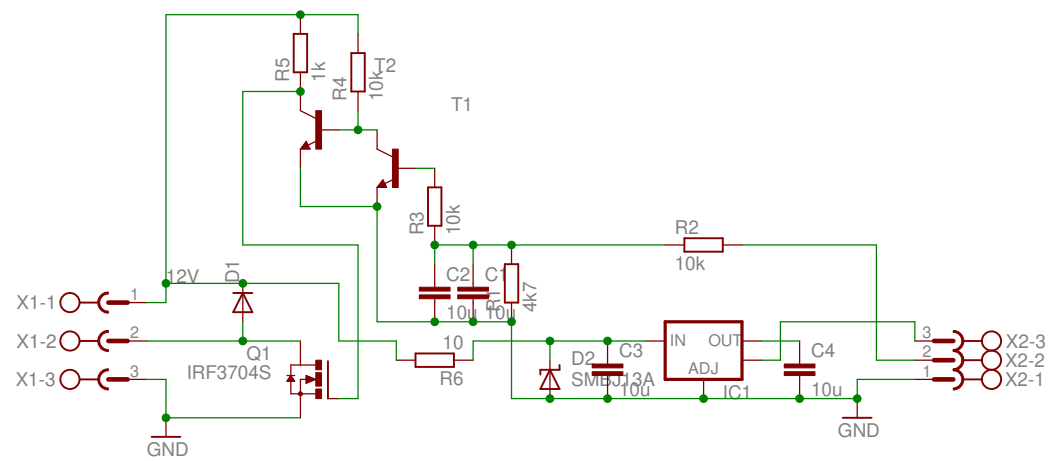 R5
1k
R4
10k
T2
T1
R3
10k
R2
10k
12V
D1
C2
C1
R1
4k7
10u
10u
X1-1
1
X1-2
2
X1-3
3
Q1
IRF3704S
GND
10
R6
D2
SMBJ13A
C3
10u
IN
OUT
ADJ
IC1
C4
10u
GND
3
X2-3
2
X2-2
1
X2-1